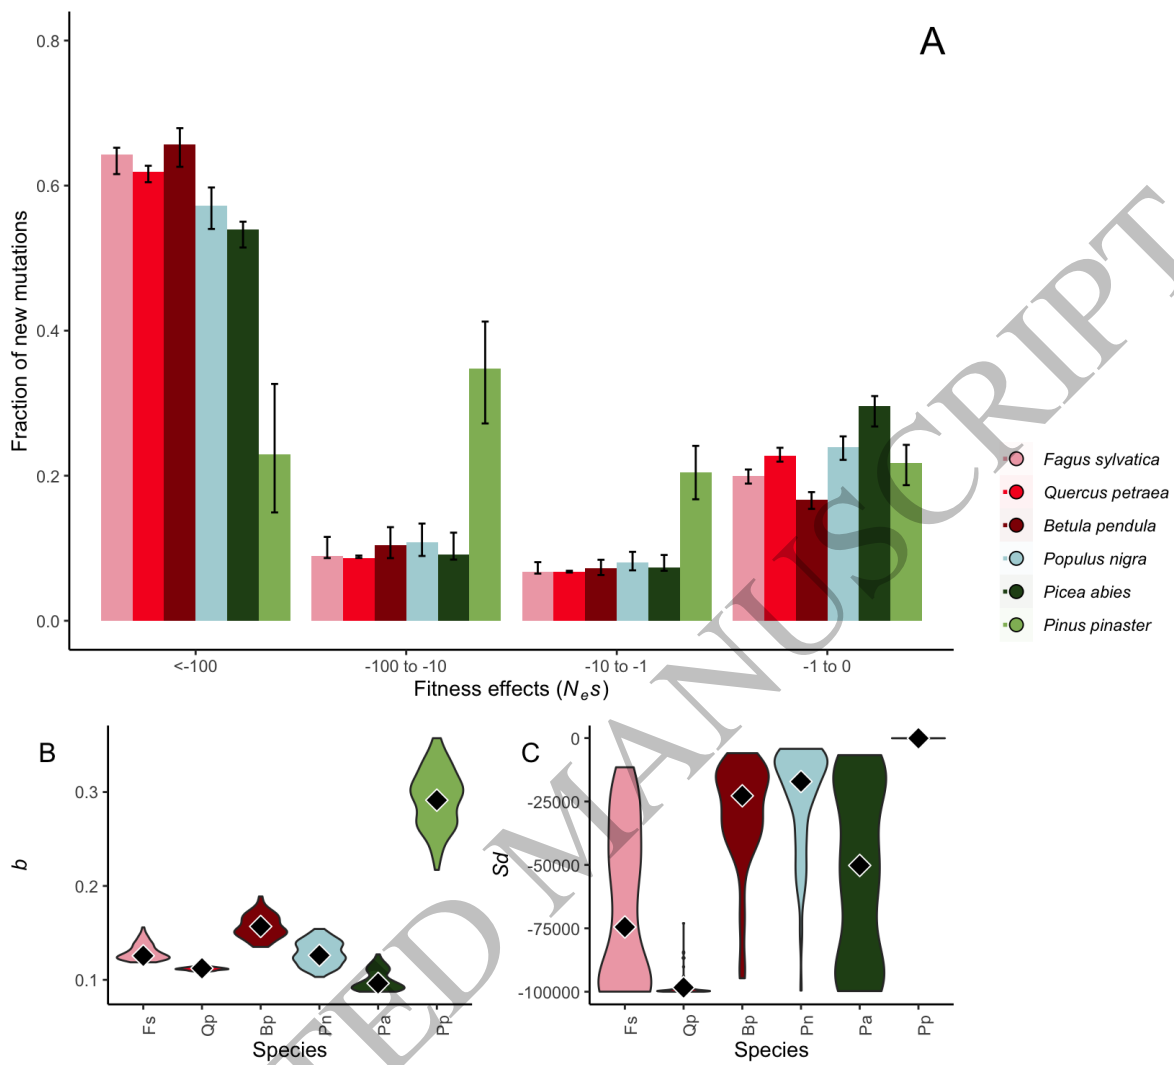 A
Fraction of new mutations
0.8
0.6
0.4
0.2
0.0
<-100
-100 to -10
-10 to -1
-1 to 0
Fitness effects (Nₑs)
Fagus sylvatica
Quercus petraea
Betula pendula
Populus nigra
Picea abies
Pinus pinaster
B
b
0.3
0.2
0.1
Fs
Qp
Bp
Pn
Pa
Pp
Species
C
Sd
0
-25000
-50000
-75000
-100000
Fs
Qp
Bp
Pn
Pa
Pp
Species
TED MANUSCRIPT